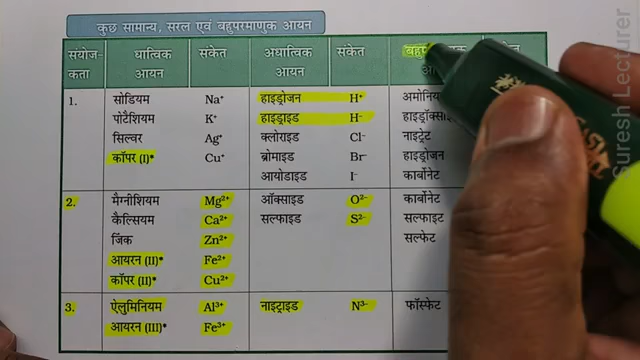 कुछ सामान्य, सरल एवं बहुपरमाणुक आयन
संयोज-कता धात्विक आयन संकेत अधात्विक आयन संकेत
1. सोडियम Na⁺ हाइड्रोजन H⁺
पोटैशियम K⁺ हाइड्राइड H⁻
सिल्वर Ag⁺ क्लोराइड Cl⁻ नाइट्रेट
कॉपर (I)* Cu⁺ ब्रोमाइड Br⁻ हाइड्रोजन
आयोडाइड I⁻ कार्बोनेट
2. मैग्नीशियम Mg²⁺ ऑक्साइड O²⁻ कार्बोनेट
कैल्सियम Ca²⁺ सल्फाइड S²⁻ सल्फाइट
जिंक Zn²⁺ सल्फेट
आयरन (II)* Fe²⁺
कॉपर (II)* Cu²⁺
3. ऐलुमिनियम Al³⁺ नाइट्राइड N³⁻ फॉस्फेट
आयरन (III)* Fe³⁺
Suresh Lecturer